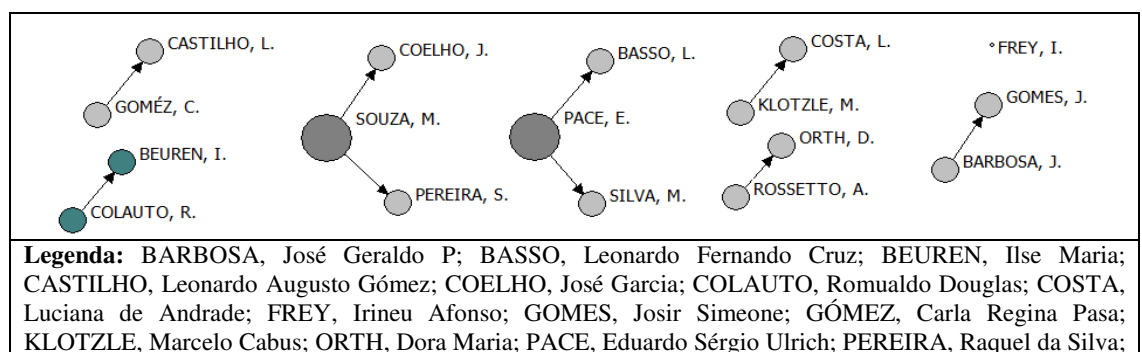 CASTILHO, L.
GOMÉZ, C.
BEUREN, I.
COLAUTO, R.
COELHO, J.
SOUZA, M.
PEREIRA, S.
BASSO, L.
PACE, E.
SILVA, M.
COSTA, L.
KLOTZLE, M.
ORTH, D.
ROSSETTO, A.
FREY, I.
GOMES, J.
BARBOSA, J.
Legenda: BARBOSA, José Geraldo P; BASSO, Leonardo Fernando Cruz; BEUREN, Ilse Maria;
CASTILHO, Leonardo Augusto Gómez; COELHO, José Garcia; COLAUTO, Romualdo Douglas; COSTA,
Luciana de Andrade; FREY, Irineu Afonso; GOMES, Josir Simeone; GÓMEZ, Carla Regina Pasa;
KLOTZLE, Marcelo Cabus; ORTH, Dora Maria; PACE, Eduardo Sérgio Ulrich; PEREIRA, Raquel da Silva;